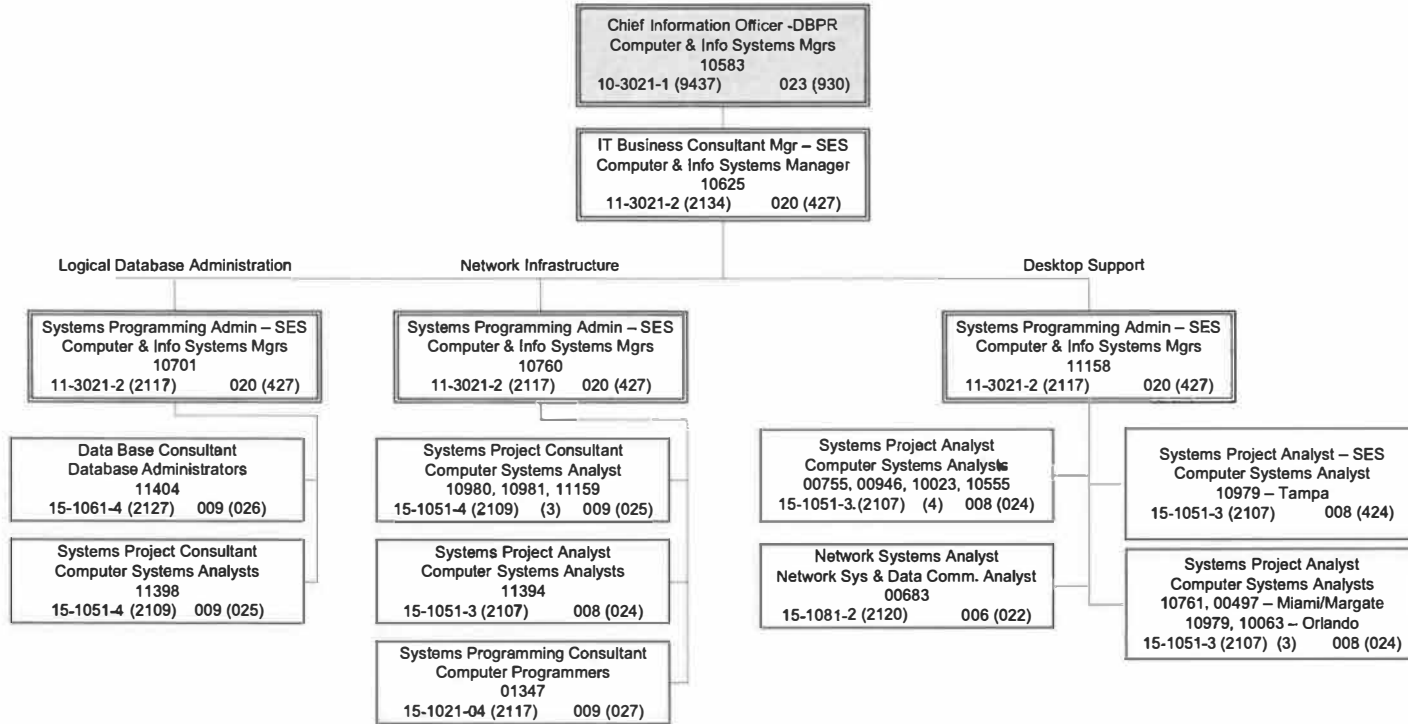 Chief Information Officer -DBPR
Computer & Info Systems Mgrs
10583
10-3021-1 (9437) 023 (930)
IT Business Consultant Mgr – SES
Computer & Info Systems Manager
10625
11-3021-2 (2134) 020 (427)
Logical Database Administration
Network Infrastructure
Desktop Support
Systems Programming Admin – SES
Computer & Info Systems Mgrs
10701
11-3021-2 (2117) 020 (427)
Systems Programming Admin – SES
Computer & Info Systems Mgrs
10760
11-3021-2 (2117) 020 (427)
Systems Programming Admin – SES
Computer & Info Systems Mgrs
11158
11-3021-2 (2117) 020 (427)
Data Base Consultant
Database Administrators
11404
15-1061-4 (2127) 009 (026)
Systems Project Consultant
Computer Systems Analysts
11398
15-1051-4 (2109) 009 (025)
Systems Project Consultant
Computer Systems Analyst
10980, 10981, 11159
15-1051-4 (2109) (3) 009 (025)
Systems Project Analyst
Computer Systems Analysts
11394
15-1051-3 (2107) 008 (024)
Systems Programming Consultant
Computer Programmers
01347
15-1021-04 (2117) 009 (027)
Systems Project Analyst
Computer Systems Analysts
00755, 00946, 10023, 10555
15-1051-3.(2107) (4) 008 (024)
Network Systems Analyst
Network Sys & Data Comm. Analyst
00683
15-1081-2 (2120) 006 (022)
Systems Project Analyst – SES
Computer Systems Analyst
10979 – Tampa
15-1051-3 (2107) 008 (424)
Systems Project Analyst
Computer Systems Analysts
10761, 00497 – Miami/Margate
10979, 10063 – Orlando
15-1051-3 (2107) (3) 008 (024)